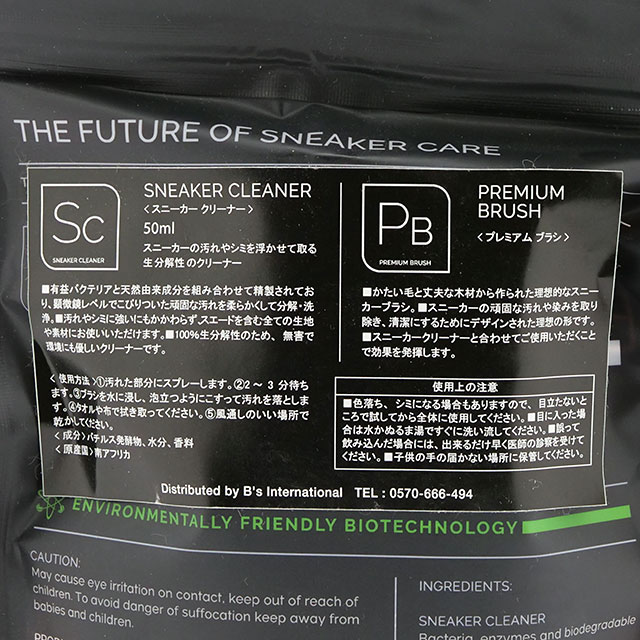 THE FUTURE OF SNEAKER CARE
Sc
SNEAKER CLEANER
SNEAKER CLEANER
<スニーカー クリーナー>
50ml
スニーカーの汚れやシミを浮かせて取る
生分解性のクリーナー
■有益バクテリアと天然由来成分を組み合わせて精製されてお
り、顕微鏡レベルでこびりついた頑固な汚れを柔らかくして分解・洗
浄。■汚れやシミに強いにもかかわらず、スエードを含む全ての生地
や素材にお使いいただけます。■100%生分解性のため、無害で
環境にも優しいクリーナーです。
<使用方法>①汚れた部分にスプレーします。②2～3分待ち
ます。③ブラシを水に浸し、泡立つようにこすって汚れを落とし
ます。④タオルや布で拭き取ってください。⑤風通しのいい場所で
乾かしてください。
<成分>バチルス発酵物、水分、香料
<原産国>南アフリカ
PB
PREMIUM BRUSH
PREMIUM
BRUSH
<プレミアム ブラシ>
■かたい毛と丈夫な木材から作られた理想的なスニー
カーブラシ。■スニーカーの頑固な汚れや染みを取り
除き、清潔にするためにデザインされた理想の形です。
■スニーカークリーナーと合わせてご使用いただくこと
で効果を発揮します。
使用上の注意
■色落ち、シミになる場合もありますので、目立たないと
ころで試してから全体に使用してください。■目に入った場
合は水かぬるま湯ですぐに洗い流してください。■誤って
飲み込んだ場合には、出来るだけ早く医師の診察を受けて
ください。■子供の手の届かない場所に保管してください。
Distributed by B's International TEL : 0570-666-494
ENVIRONMENTALLY FRIENDLY BIOTECHNOLOGY
CAUTION:
May cause eye irritation on contact, keep out of reach of
children. To avoid danger of suffocation keep away from
babies and children.
INGREDIENTS:
SNEAKER CLEANER
Bacteria, enzymes and biodegradable